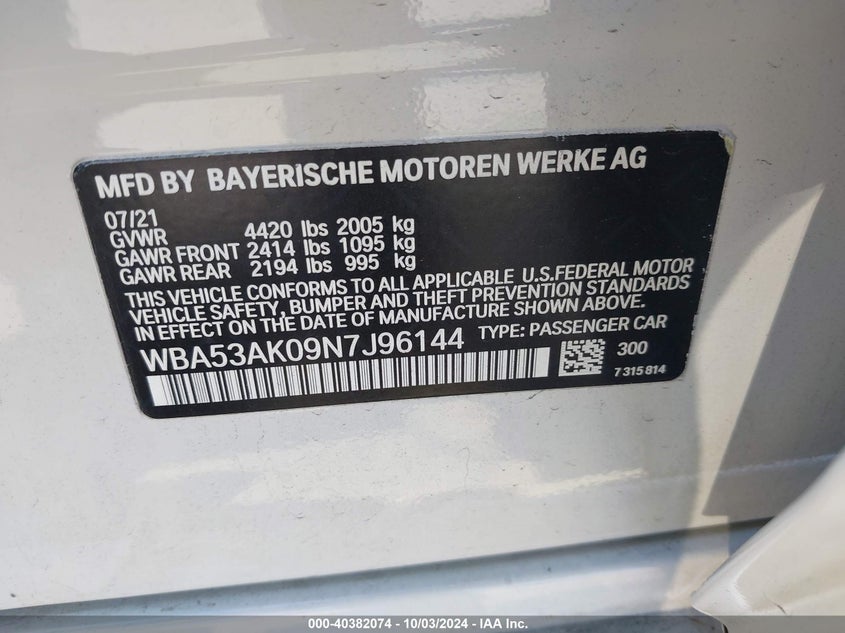 MFD BY BAYERISCHE MOTOREN WERKE AG
07/21
GVWR 4420 lbs 2005 kg
GAWR FRONT 2414 lbs 1095 kg
GAWR REAR 2194 lbs 995 kg
THIS VEHICLE CONFORMS TO ALL APPLICABLE U.S.FEDERAL MOTOR
VEHICLE SAFETY, BUMPER AND THEFT PREVENTION STANDARDS
IN EFFECT ON THE DATE OF MANUFACTURE SHOWN ABOVE.
WBA53AK09N7J96144 TYPE: PASSENGER CAR
300
7 315 814
000-40382074 - 10/03/2024 - IAA Inc.